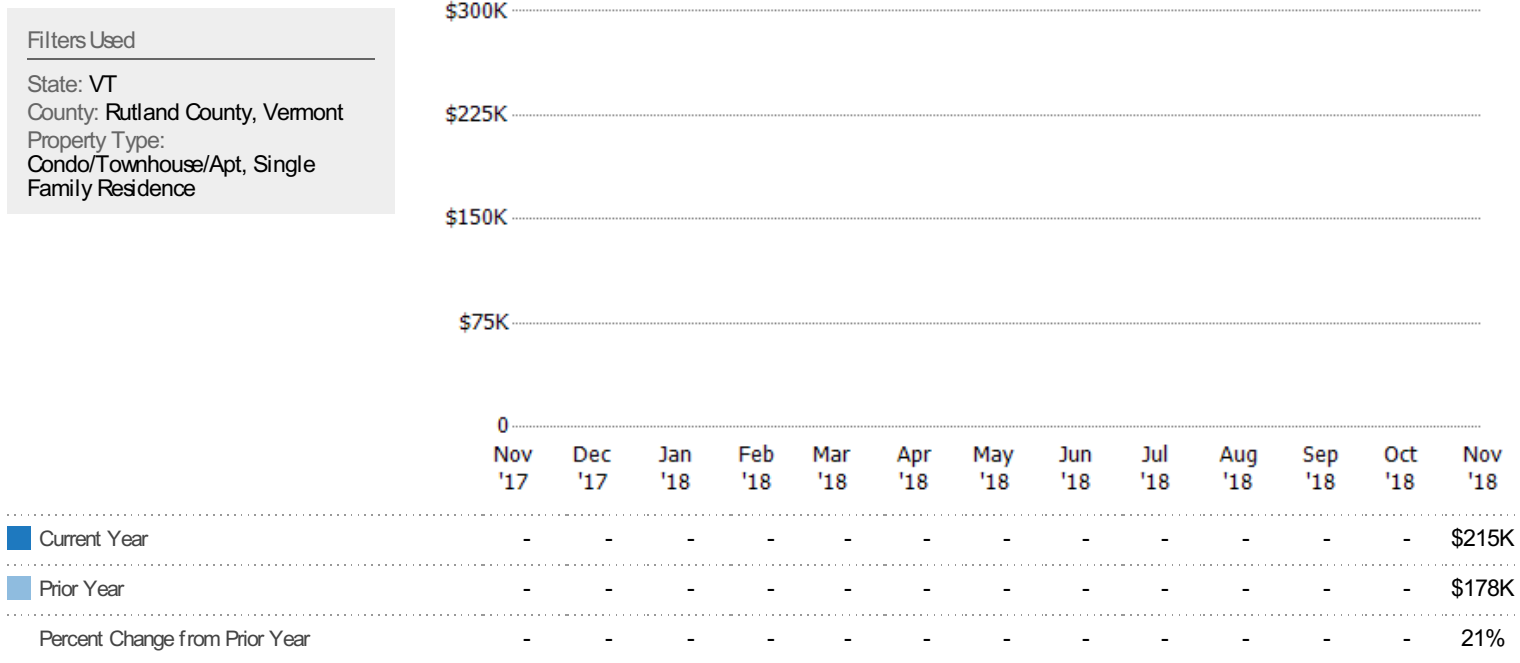 Filters Used
State: VT
County: Rutland County, Vermont
Property Type:
Condo/Townhouse/Apt, Single
Family Residence
$300K
$225K
$150K
$75K
0
Nov Dec Jan Feb Mar Apr May Jun Jul Aug Sep Oct Nov
'17 '17 '18 '18 '18 '18 '18 '18 '18 '18 '18 '18 '18
Current Year - - - - - - - - - - - - $215K
Prior Year - - - - - - - - - - - - $178K
Percent Change from Prior Year - - - - - - - - - - - - 21%